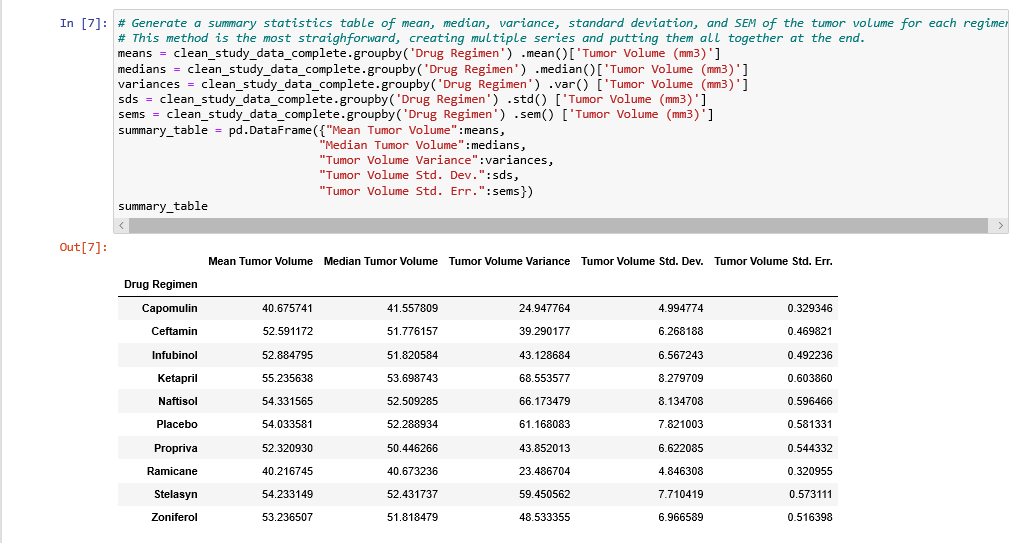 In [7]: # Generate a summary statistics table of mean, median, variance, standard deviation, and SEM of the tumor volume for each
# This method is the most straighforward, creating multiple series and putting them all together at the end.
means = clean_study_data_complete.groupby('Drug Regimen') .mean()['Tumor Volume (mm3)']
medians = clean_study_data_complete.groupby('Drug Regimen') .median()['Tumor Volume (mm3)']
variances = clean_study_data_complete.groupby('Drug Regimen') .var() ['Tumor Volume (mm3)']
sds = clean_study_data_complete.groupby('Drug Regimen') .std() ['Tumor Volume (mm3)']
sems = clean_study_data_complete.groupby('Drug Regimen') .sem() ['Tumor Volume (mm3)']
summary_table = pd.DataFrame({"Mean Tumor Volume":means,
"Median Tumor Volume":medians,
"Tumor Volume Variance":variances,
"Tumor Volume Std. Dev.":sds,
"Tumor Volume Std. Err.":sems})
summary_table
Out[7]:
Mean Tumor Volume Median Tumor Volume Tumor Volume Variance Tumor Volume Std. Dev. Tumor Volume Std. Err.
Drug Regimen
Capomulin 40.675741 41.557809 24.947764 4.994774 0.329346
Ceftamin 52.591172 51.776157 39.290177 6.268188 0.469821
Infubinol 52.884795 51.820584 43.128684 6.567243 0.492236
Ketapril 55.235638 53.698743 68.553577 8.279709 0.603860
Naftisol 54.331565 52.509285 66.173479 8.134708 0.596466
Placebo 54.033581 52.288934 61.168083 7.821003 0.581331
Propriva 52.320930 50.446266 43.852013 6.622085 0.544332
Ramicane 40.216745 40.673236 23.486704 4.846308 0.320955
Stelasyn 54.233149 52.431737 59.450562 7.710419 0.573111
Zoniferol 53.236507 51.818479 48.533355 6.966589 0.516398